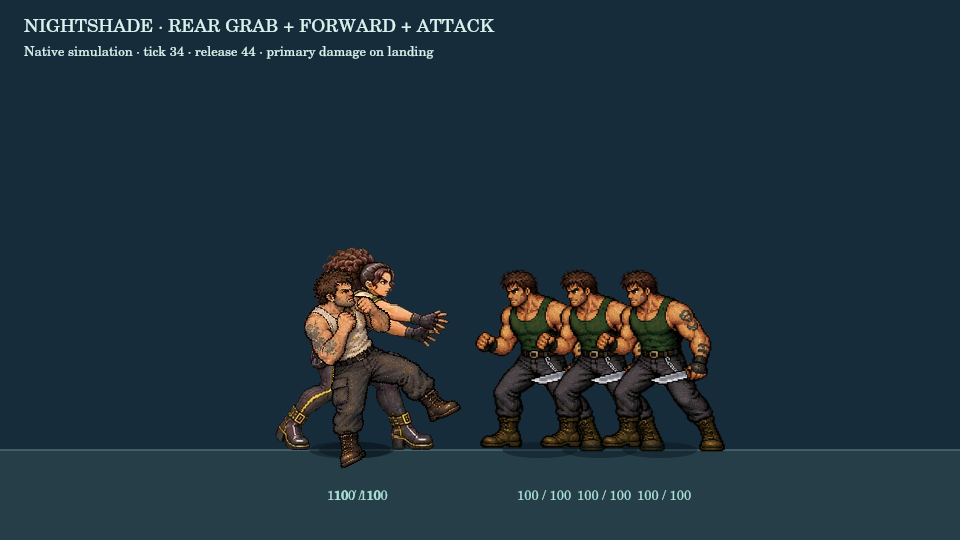 NIGHTSHADE · REAR GRAB + FORWARD + ATTACK
Native simulation · tick 34 · release 44 · primary damage on landing
100 / 100 100 / 100 100 / 100